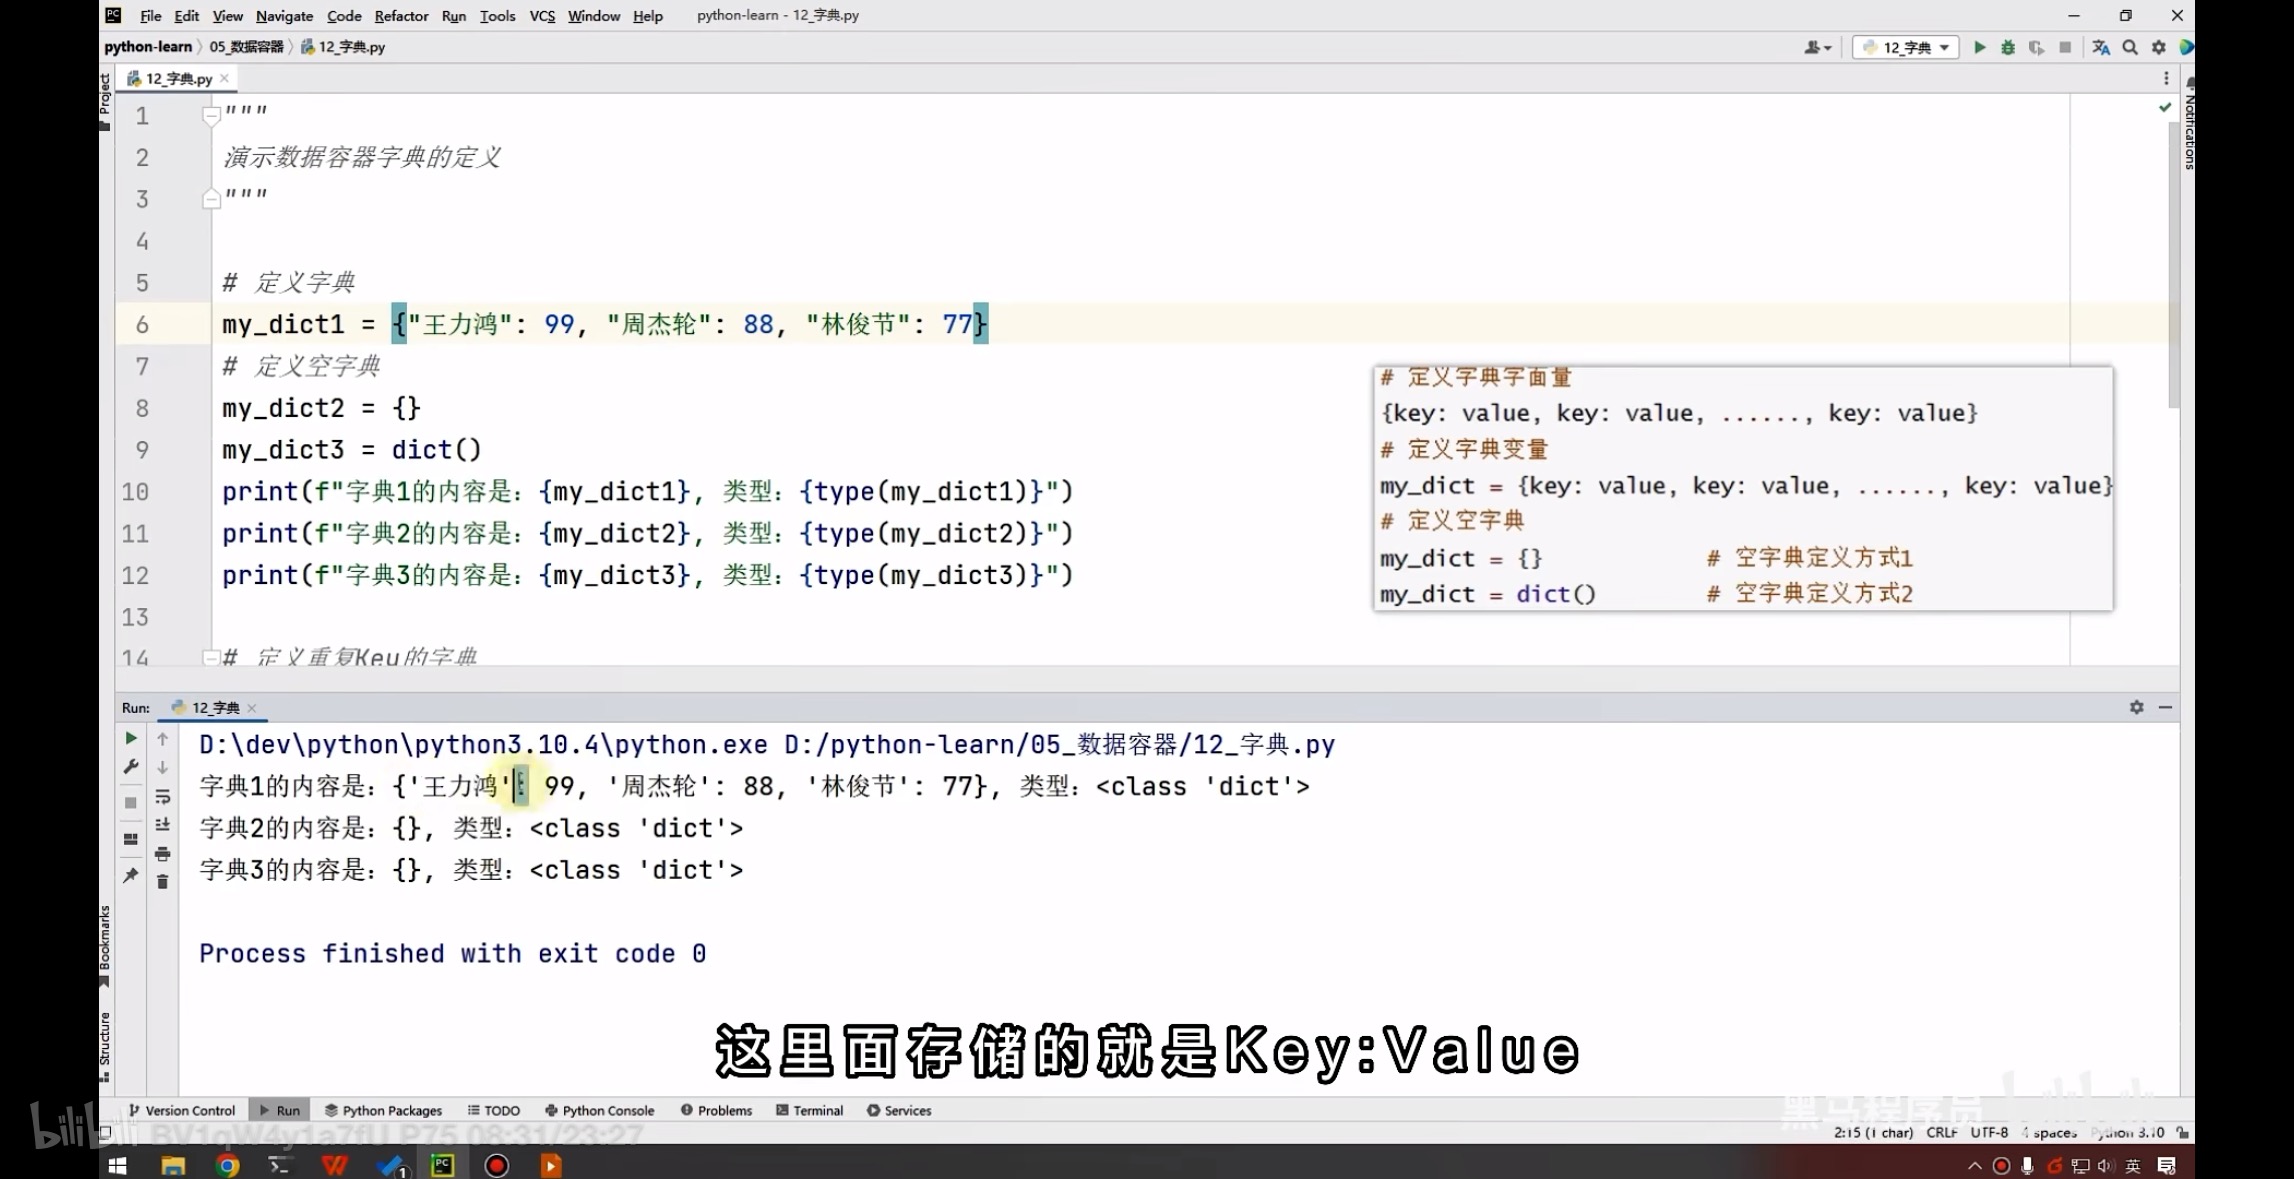 File Edit View Navigate Code Refactor Run Tools VCS Window Help python-learn - 12_字典.py
python-learn 05_数据容器 12_字典.py 12_字典
12_字典.py
Project
Notifications
1 """
2 演示数据容器字典的定义
3 """
4
5 # 定义字典
6 my_dict1 = {"王力鸿": 99, "周杰轮": 88, "林俊节": 77}
7 # 定义空字典
8 my_dict2 = {}
9 my_dict3 = dict()
10 print(f"字典1的内容是：{my_dict1}, 类型：{type(my_dict1)}")
11 print(f"字典2的内容是：{my_dict2}, 类型：{type(my_dict2)}")
12 print(f"字典3的内容是：{my_dict3}, 类型：{type(my_dict3)}")
13
14 # 定义重复Key的字典
# 定义字典字面量
{key: value, key: value, ......, key: value}
# 定义字典变量
my_dict = {key: value, key: value, ......, key: value}
# 定义空字典
my_dict = {} # 空字典定义方式1
my_dict = dict() # 空字典定义方式2
Run: 12_字典
D:\dev\python\python3.10.4\python.exe D:/python-learn/05_数据容器/12_字典.py
字典1的内容是：{'王力鸿': 99, '周杰轮': 88, '林俊节': 77}, 类型：<class 'dict'>
字典2的内容是：{}, 类型：<class 'dict'>
字典3的内容是：{}, 类型：<class 'dict'>
Process finished with exit code 0
Bookmarks
Structure
这里面存储的就是Key:Value
Version Control Run Python Packages TODO Python Console Problems Terminal Services
bilibili BV1qW4y1a7fU P75 08:31/23:27
黑马程序员 bilibili
2:15 (1 char) CRLF UTF-8 4 spaces Python 3.10
英